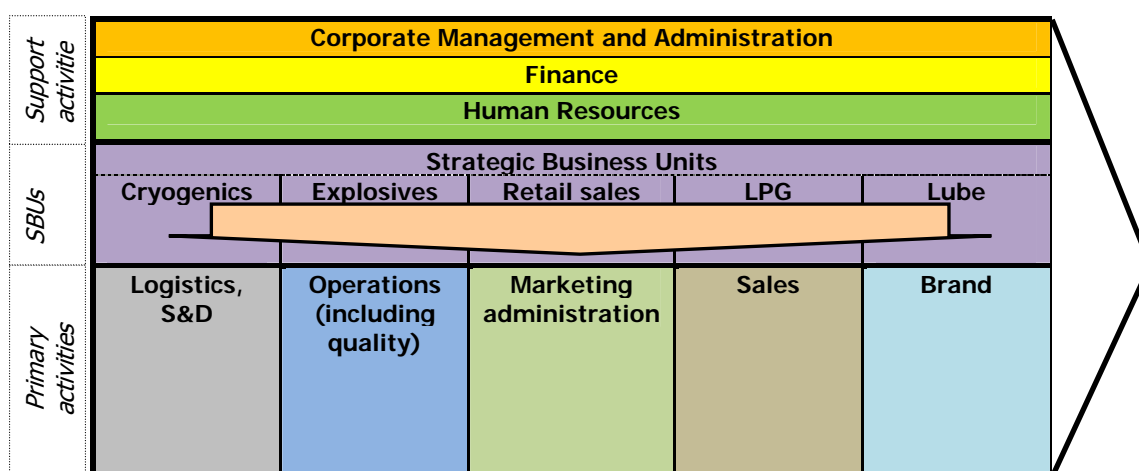 Support
activitie
Corporate Management and Administration
Finance
Human Resources
SBUs
Strategic Business Units
Cryogenics
Explosives
Retail sales
LPG
Lube
Primary
activities
Logistics,
S&D
Operations
(including
quality)
Marketing
administration
Sales
Brand